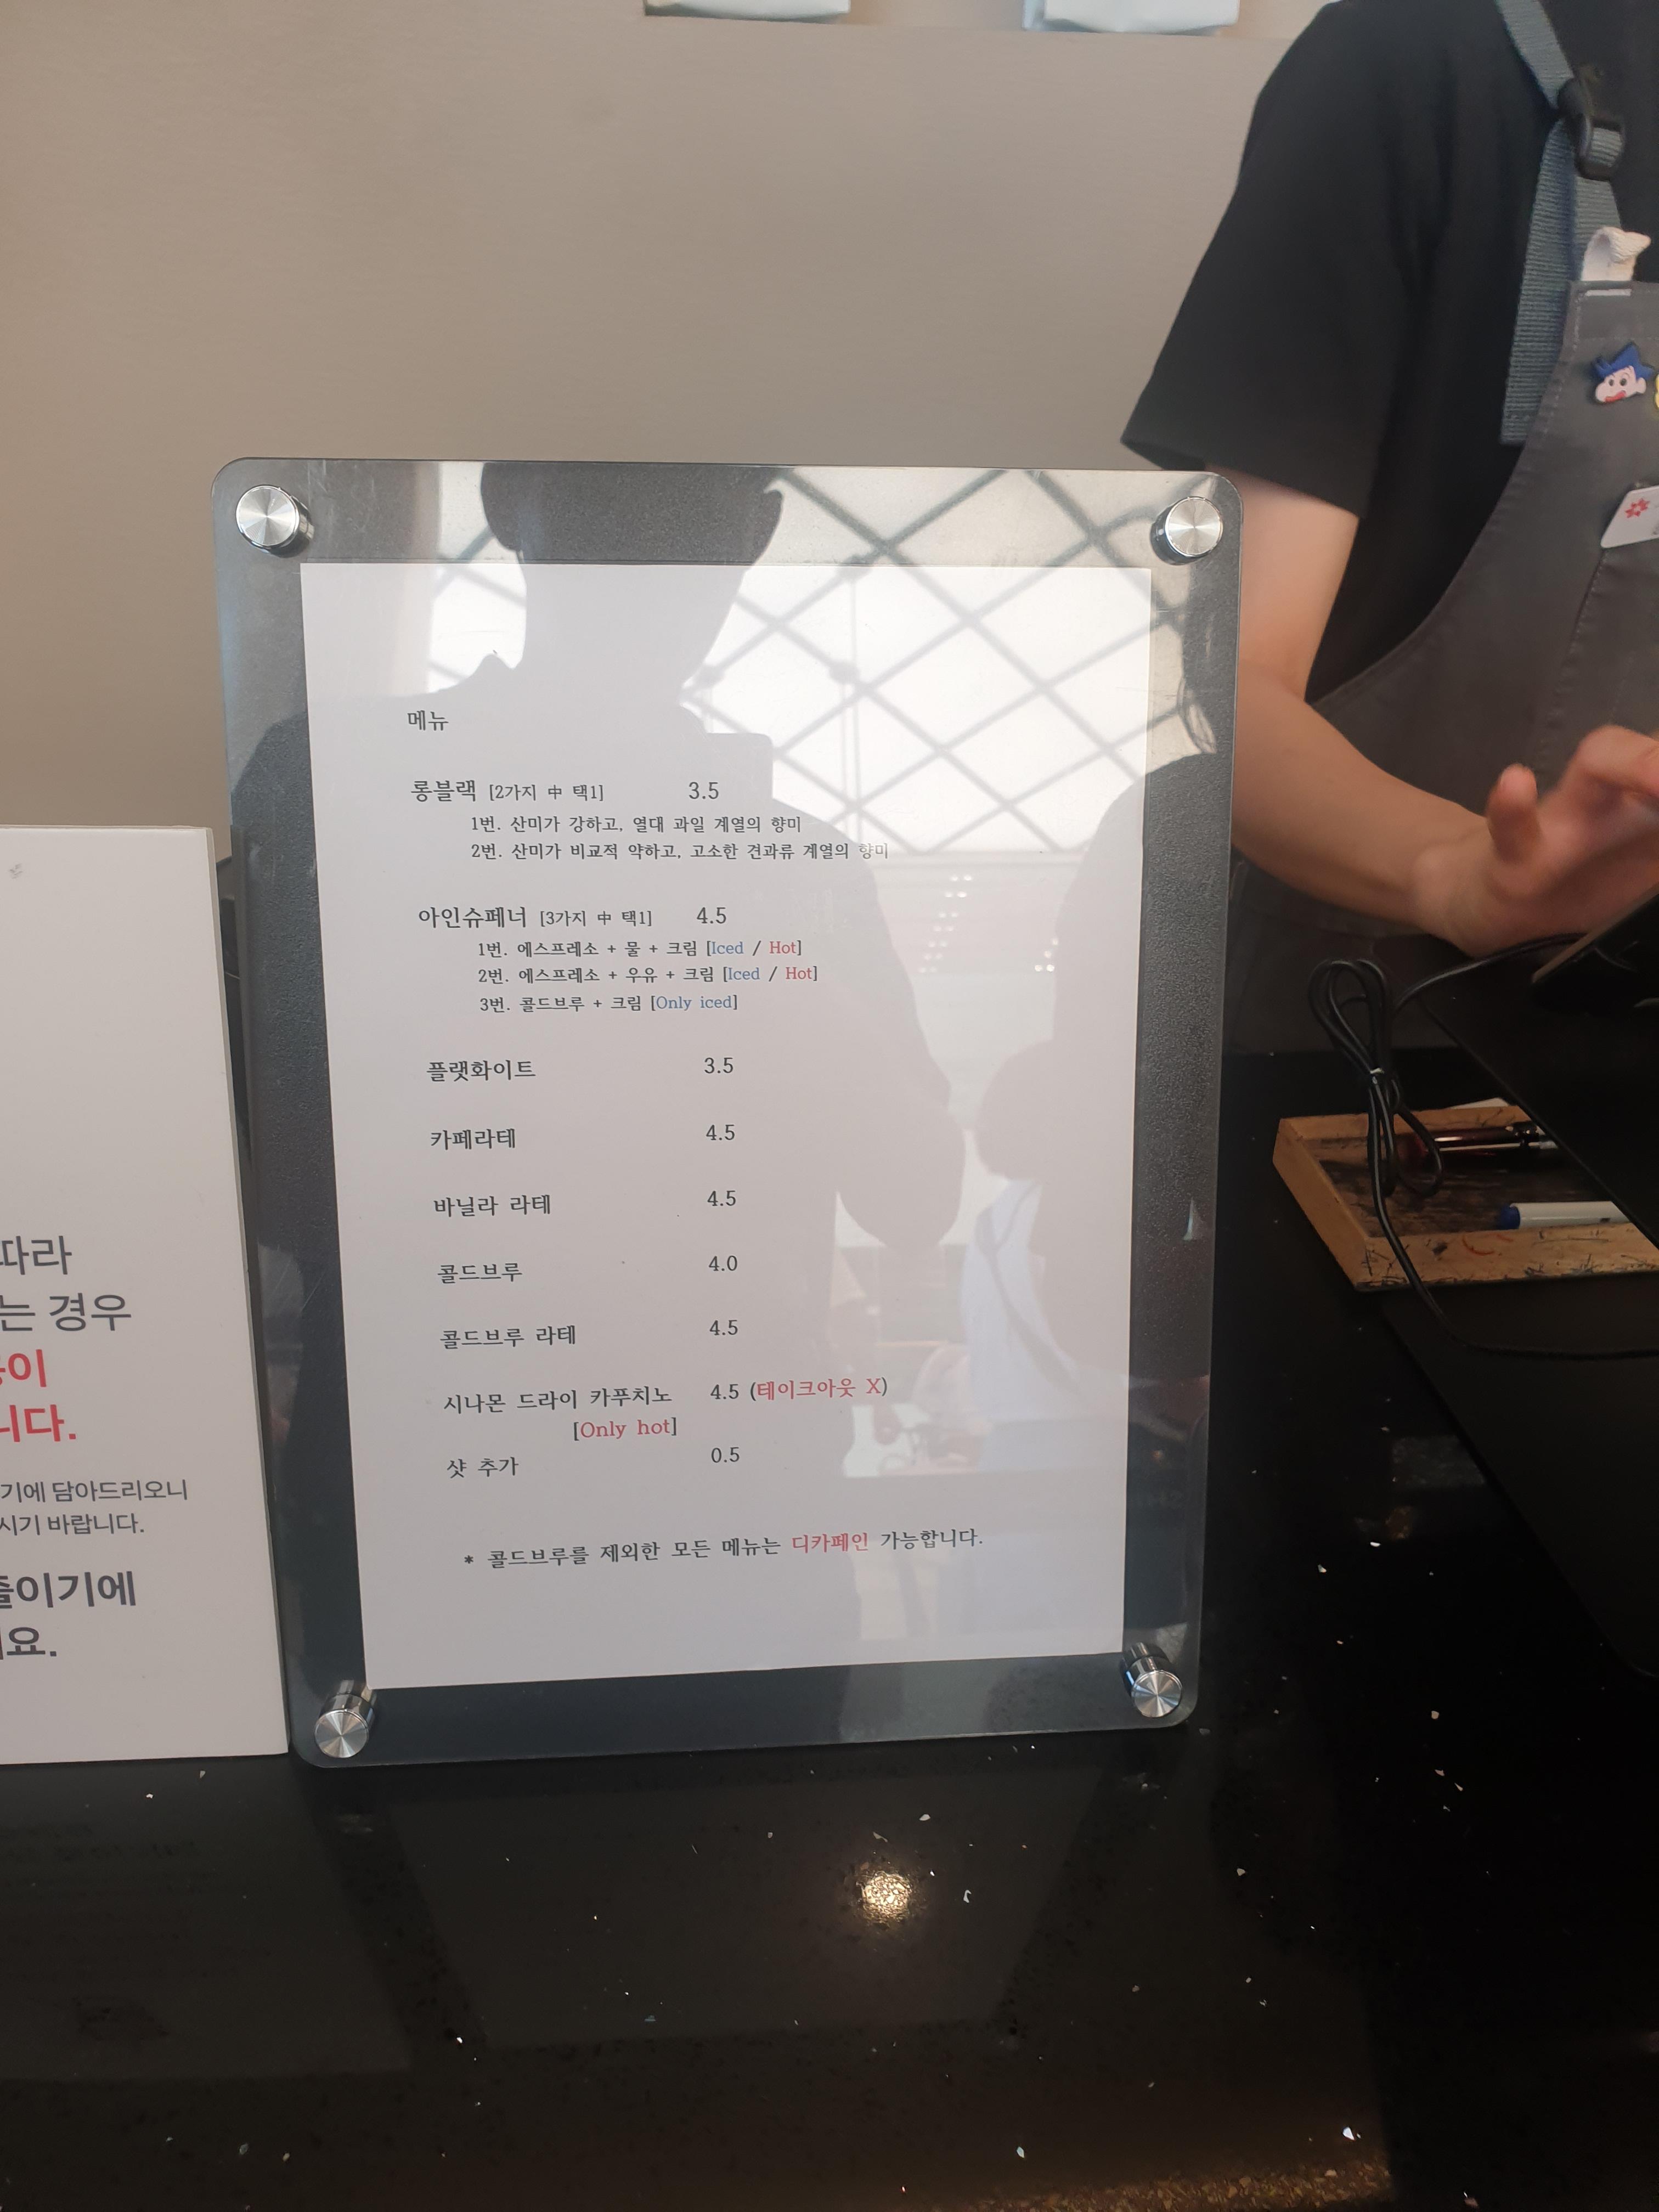 메뉴
롱블랙 [2가지 中 택1] 3.5
1번. 산미가 강하고, 열대 과일 계열의 향미
2번. 산미가 비교적 약하고, 고소한 견과류 계열의 향미
아인슈페너 [3가지 中 택1] 4.5
1번. 에스프레소 + 물 + 크림 [Iced / Hot]
2번. 에스프레소 + 우유 + 크림 [Iced / Hot]
3번. 콜드브루 + 크림 [Only iced]
플랫화이트 3.5
카페라테 4.5
바닐라 라테 4.5
콜드브루 4.0
콜드브루 라테 4.5
시나몬 드라이 카푸치노 4.5 (테이크아웃 X)
[Only hot]
샷 추가 0.5
* 콜드브루를 제외한 모든 메뉴는 디카페인 가능합니다.
따라
는 경우
이
니다.
기에 담아드리오니
시기 바랍니다.
줄이기에
요.